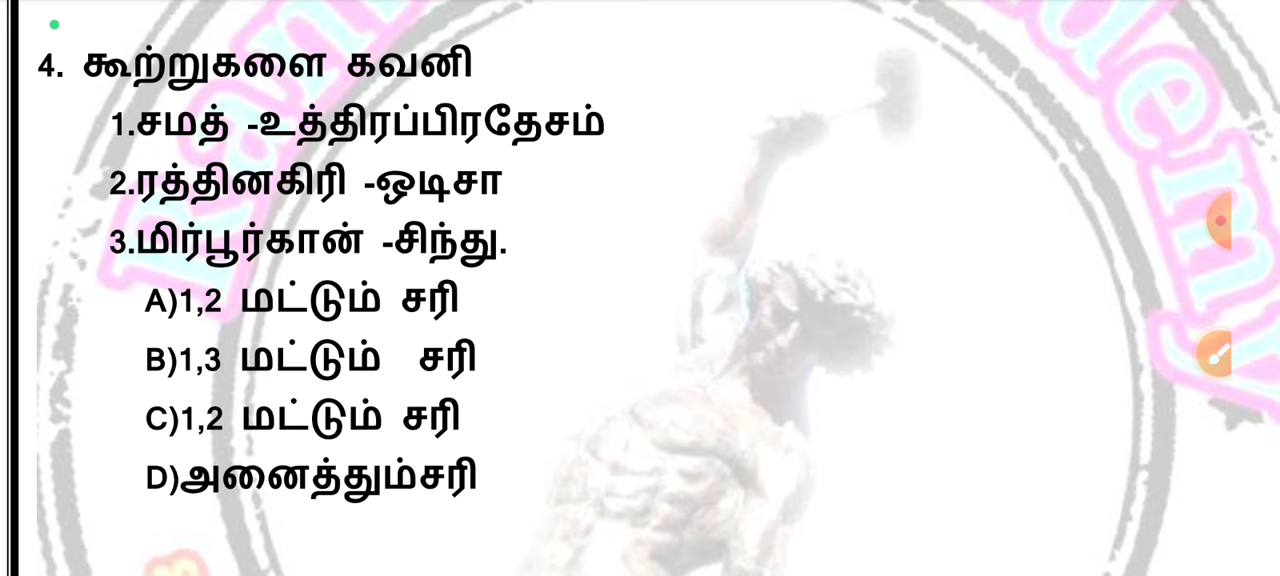 4. கூற்றுகளை கவனி
1.சமத் -உத்திரப்பிரதேசம்
2.ரத்தினகிரி -ஒடிசா
3.மிர்பூர்கான் -சிந்து.
A)1,2 மட்டும் சரி
B)1,3 மட்டும் சரி
C)1,2 மட்டும் சரி
D)அனைத்தும்சரி